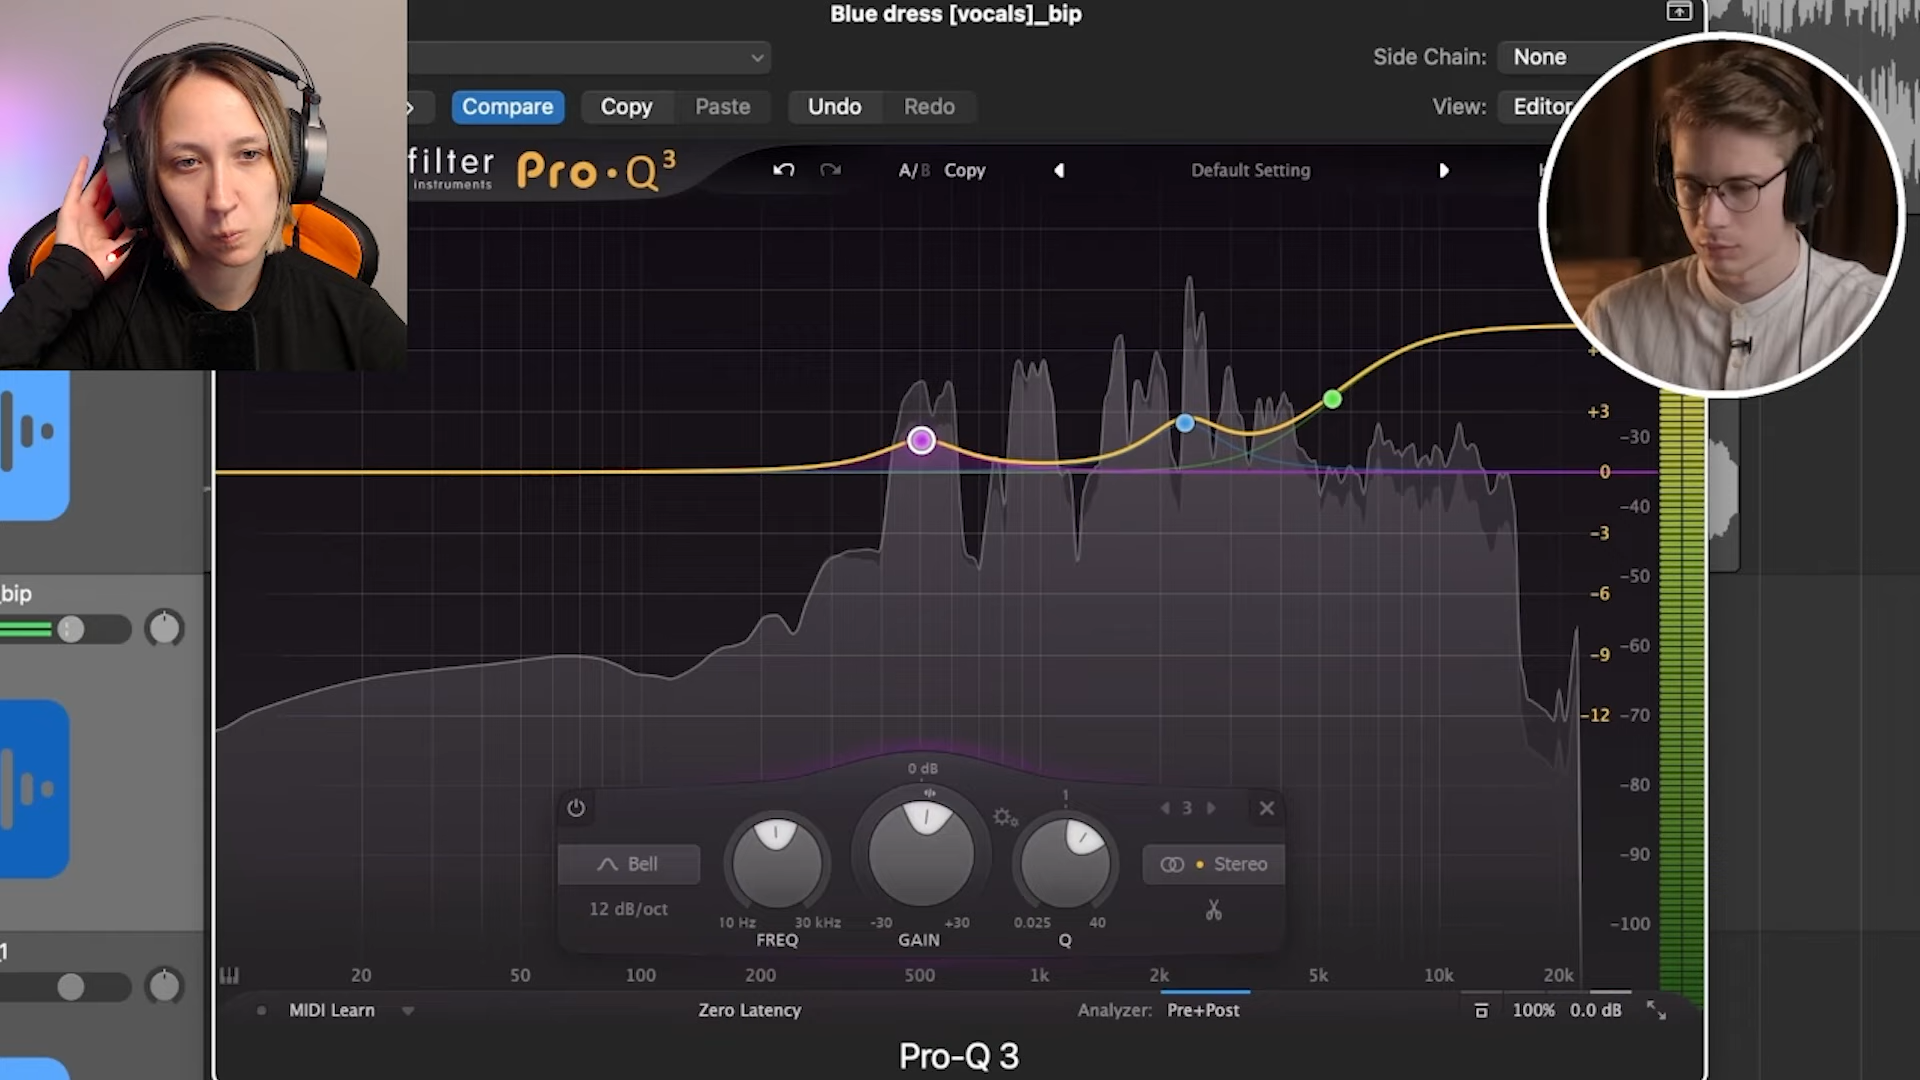 Blue dress [vocals]_bip
Side Chain: None
Compare Copy Paste Undo Redo
View: Editor
filter
instruments
Pro·Q3
A/B Copy
Default Setting
+3
-30
0
-40
-3
-50
-6
-60
-9
-12 -70
-80
-90
-100
_bip
0 dB
1
3
Bell
Stereo
12 dB/oct
10 Hz 30 kHz
-30 +30
0.025 40
FREQ
GAIN
Q
20 50 100 200 500 1k 2k 5k 10k 20k
MIDI Learn
Zero Latency
Analyzer: Pre+Post
100% 0.0 dB
Pro-Q 3